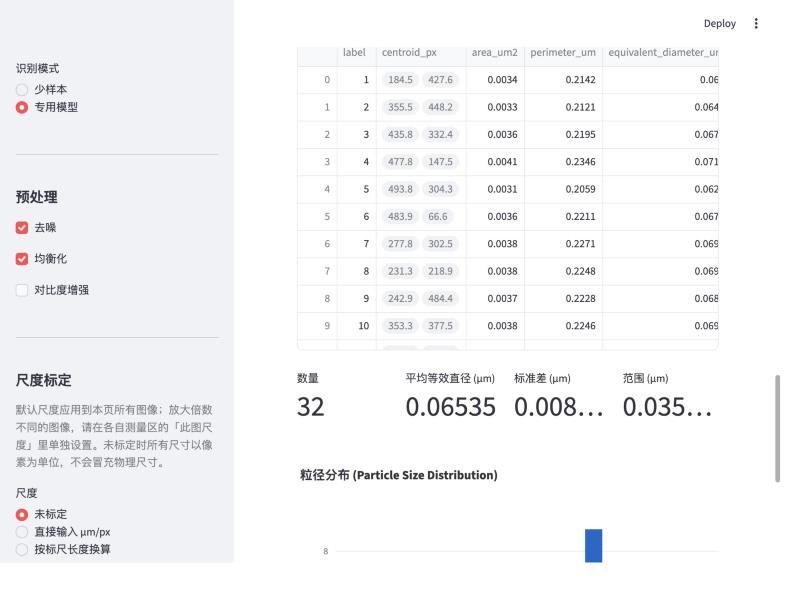 Deploy
识别模式
少样本
专用模型
预处理
去噪
均衡化
对比度增强
尺度标定
默认尺度应用到本页所有图像；放大倍数
不同的图像，请在各自测量区的「此图尺
度」里单独设置。未标定时所有尺寸以像
素为单位，不会冒充物理尺寸。
尺度
未标定
直接输入 μm/px
按标尺长度换算
label centroid_px area_um2 perimeter_um equivalent_diameter_ur
0 1 184.5 427.6 0.0034 0.2142 0.06
1 2 355.5 448.2 0.0033 0.2121 0.064
2 3 435.8 332.4 0.0036 0.2195 0.067
3 4 477.8 147.5 0.0041 0.2346 0.071
4 5 493.8 304.3 0.0031 0.2059 0.062
5 6 483.9 66.6 0.0036 0.2211 0.067
6 7 277.8 302.5 0.0038 0.2271 0.069
7 8 231.3 218.9 0.0038 0.2248 0.069
8 9 242.9 484.4 0.0037 0.2228 0.068
9 10 353.3 377.5 0.0038 0.2246 0.069
数量 平均等效直径 (μm) 标准差 (μm) 范围 (μm)
32 0.06535 0.008… 0.035…
粒径分布 (Particle Size Distribution)
8